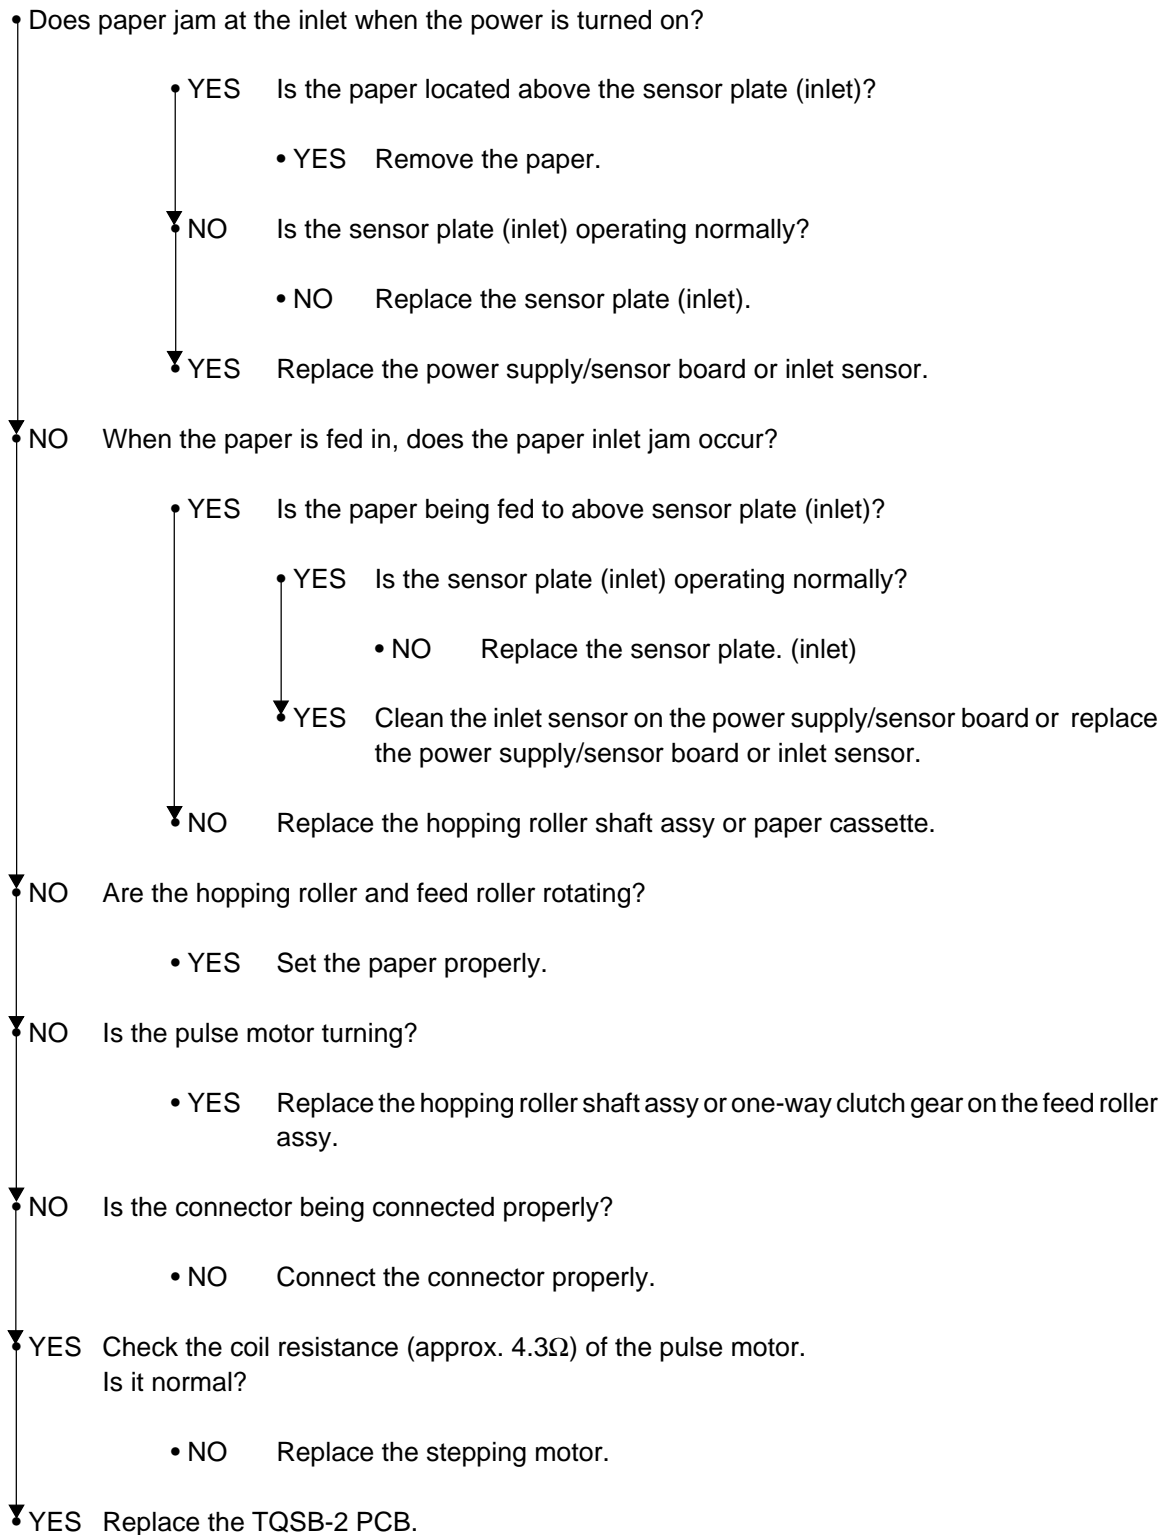 • Does paper jam at the inlet when the power is turned on?
• YES Is the paper located above the sensor plate (inlet)?
• YES Remove the paper.
• NO Is the sensor plate (inlet) operating normally?
• NO Replace the sensor plate (inlet).
• YES Replace the power supply/sensor board or inlet sensor.
• NO When the paper is fed in, does the paper inlet jam occur?
• YES Is the paper being fed to above sensor plate (inlet)?
• YES Is the sensor plate (inlet) operating normally?
• NO Replace the sensor plate. (inlet)
• YES Clean the inlet sensor on the power supply/sensor board or replace
the power supply/sensor board or inlet sensor.
• NO Replace the hopping roller shaft assy or paper cassette.
• NO Are the hopping roller and feed roller rotating?
• YES Set the paper properly.
• NO Is the pulse motor turning?
• YES Replace the hopping roller shaft assy or one-way clutch gear on the feed roller
assy.
• NO Is the connector being connected properly?
• NO Connect the connector properly.
• YES Check the coil resistance (approx. 4.3Ω) of the pulse motor.
Is it normal?
• NO Replace the stepping motor.
• YES Replace the TQSB-2 PCB.